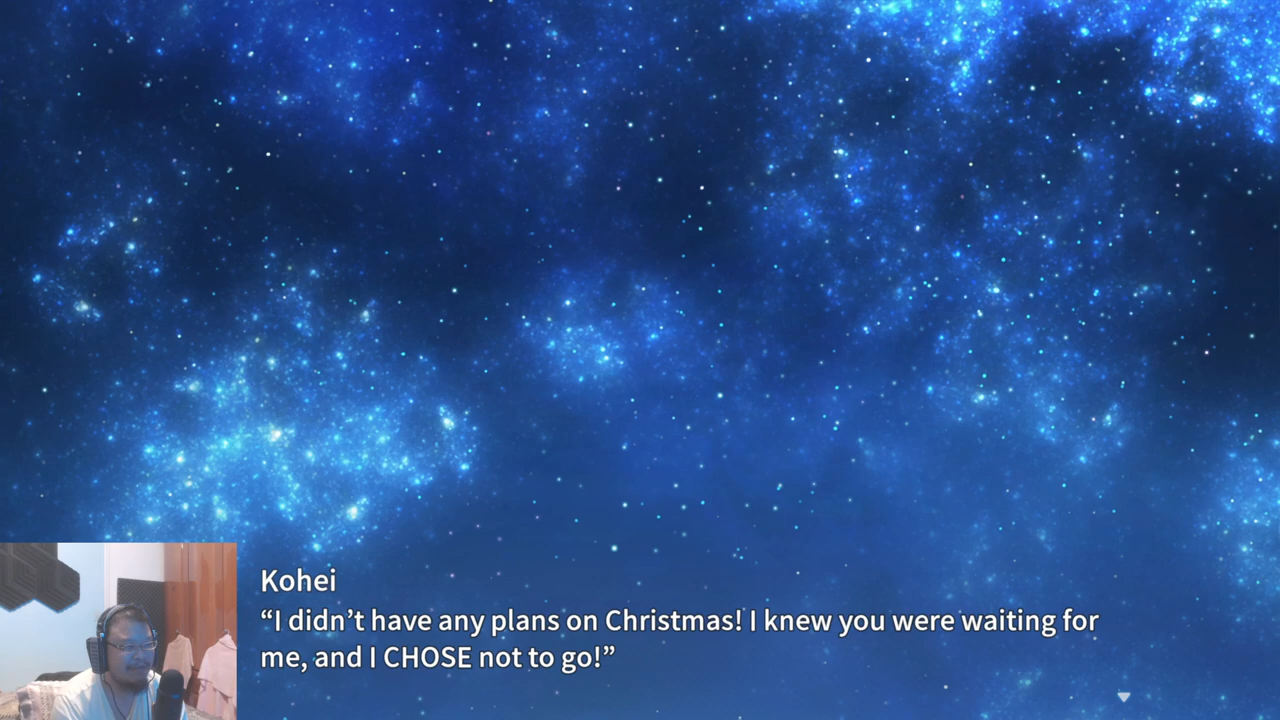 Kohei
“I didn’t have any plans on Christmas! I knew you were waiting for
me, and I CHOSE not to go!”